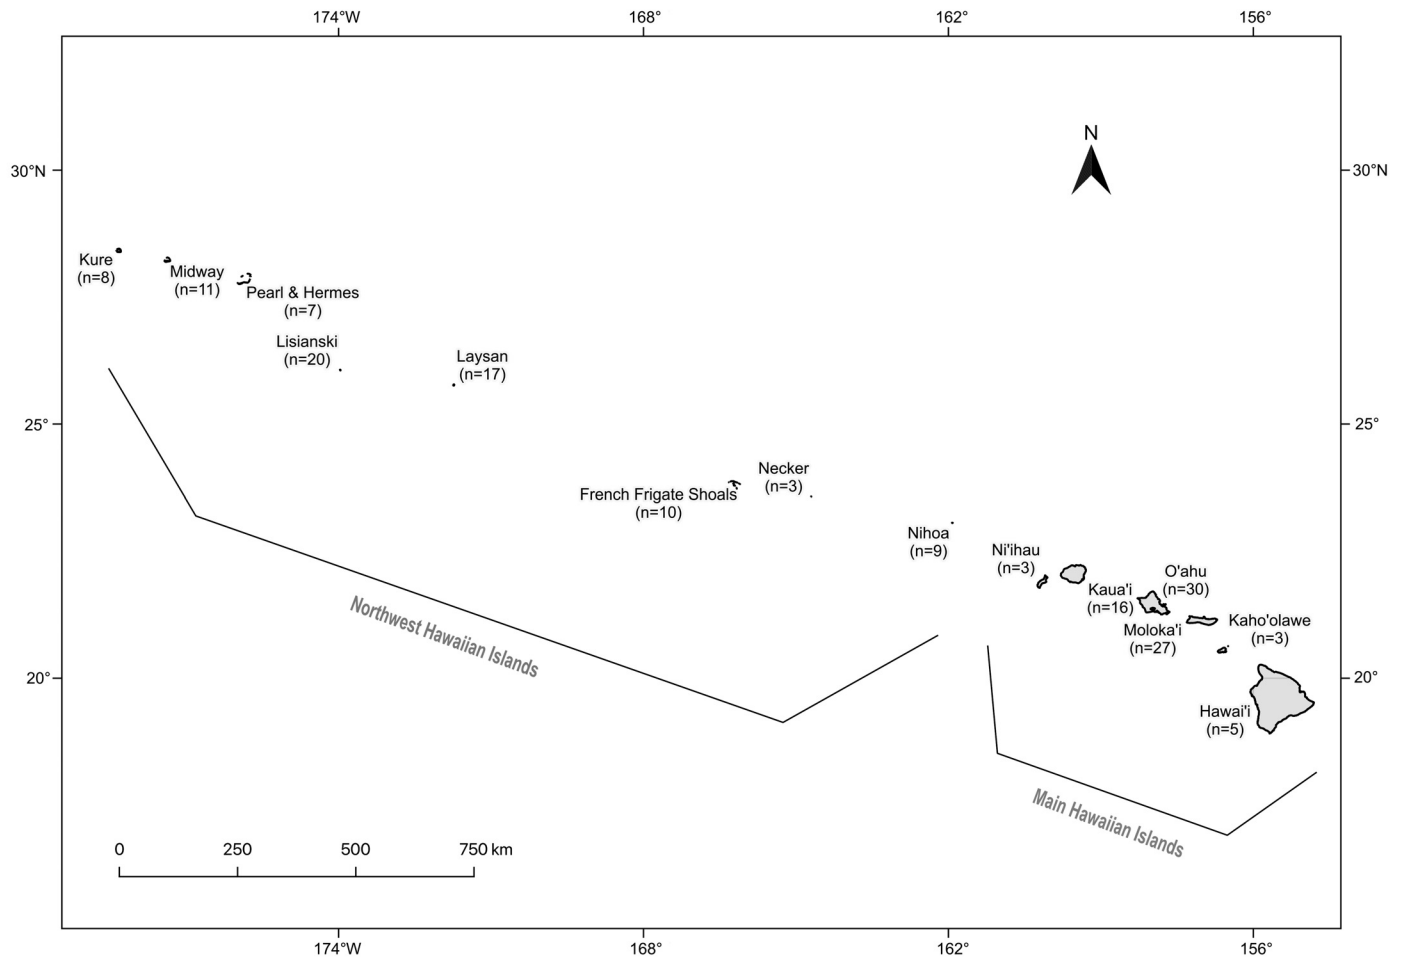 174°W 168° 162° 156°
N
30°N 30°N
Kure
(n=8)
Midway
(n=11)
Pearl & Hermes
(n=7)
Lisianski
(n=20)
Laysan
(n=17)
25° 25°
Necker
(n=3)
French Frigate Shoals
(n=10)
Nihoa
(n=9)
Ni'ihau
(n=3)
Kaua'i
(n=16)
O'ahu
(n=30)
Moloka'i
(n=27)
Kaho'olawe
(n=3)
20° 20°
Hawai'i
(n=5)
Northwest Hawaiian Islands
Main Hawaiian Islands
0 250 500 750 km
174°W 168° 162° 156°